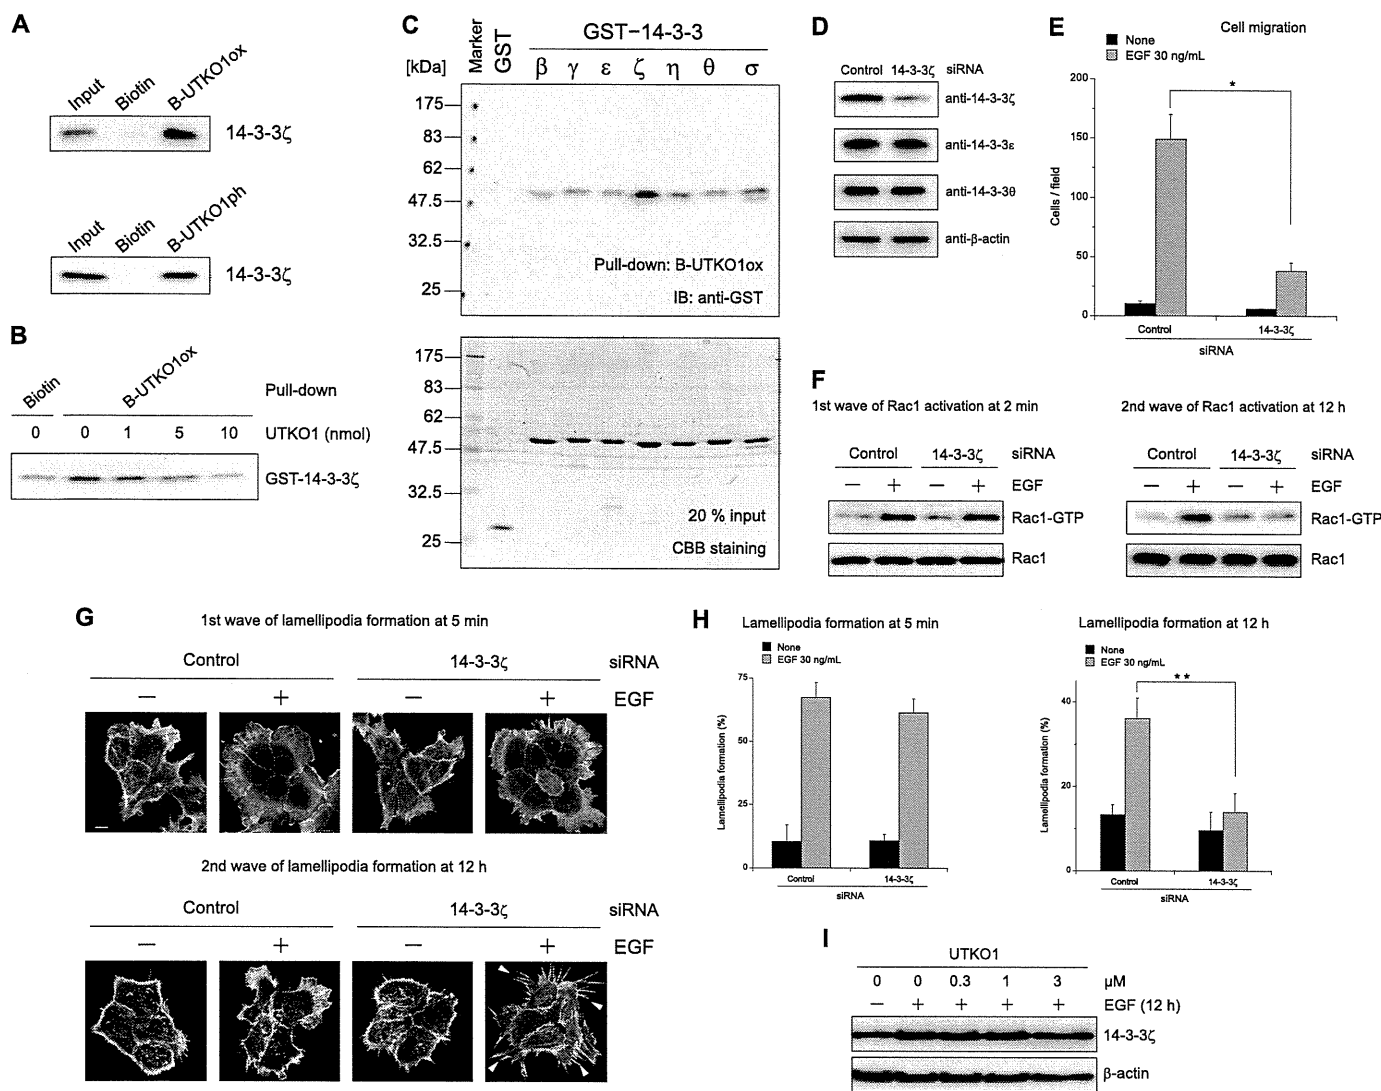 A
Input
Biotin
B-UTKO1ox
14-3-3ζ
Input
Biotin
B-UTKO1ph
14-3-3ζ
B
Biotin
B-UTKO1ox
Pull-down
0 0 1 5 10 UTKO1 (nmol)
GST-14-3-3ζ
C
[kDa]
Marker
GST
GST−14-3-3
β γ ε ζ η θ σ
175
83
62
47.5
32.5
25
Pull-down: B-UTKO1ox
IB: anti-GST
175
83
62
47.5
32.5
25
20 % input
CBB staining
D
Control 14-3-3ζ siRNA
anti-14-3-3ζ
anti-14-3-3ε
anti-14-3-3θ
anti-β-actin
E
Cell migration
None
EGF 30 ng/mL
*
200
150
100
50
0
Cells / field
Control
14-3-3ζ
siRNA
F
1st wave of Rac1 activation at 2 min
Control 14-3-3ζ siRNA
− + − + EGF
Rac1-GTP
Rac1
2nd wave of Rac1 activation at 12 h
Control 14-3-3ζ siRNA
− + − + EGF
Rac1-GTP
Rac1
G
1st wave of lamellipodia formation at 5 min
Control 14-3-3ζ siRNA
− + − + EGF
2nd wave of lamellipodia formation at 12 h
Control 14-3-3ζ siRNA
− + − + EGF
H
Lamellipodia formation at 5 min
None
EGF 30 ng/mL
75
50
25
0
Lamellipodia formation (%)
Control
14-3-3ζ
siRNA
Lamellipodia formation at 12 h
None
EGF 30 ng/mL
**
40
20
0
Lamellipodia formation (%)
Control
14-3-3ζ
siRNA
I
UTKO1
0 0 0.3 1 3 μM
− + + + + EGF (12 h)
14-3-3ζ
β-actin